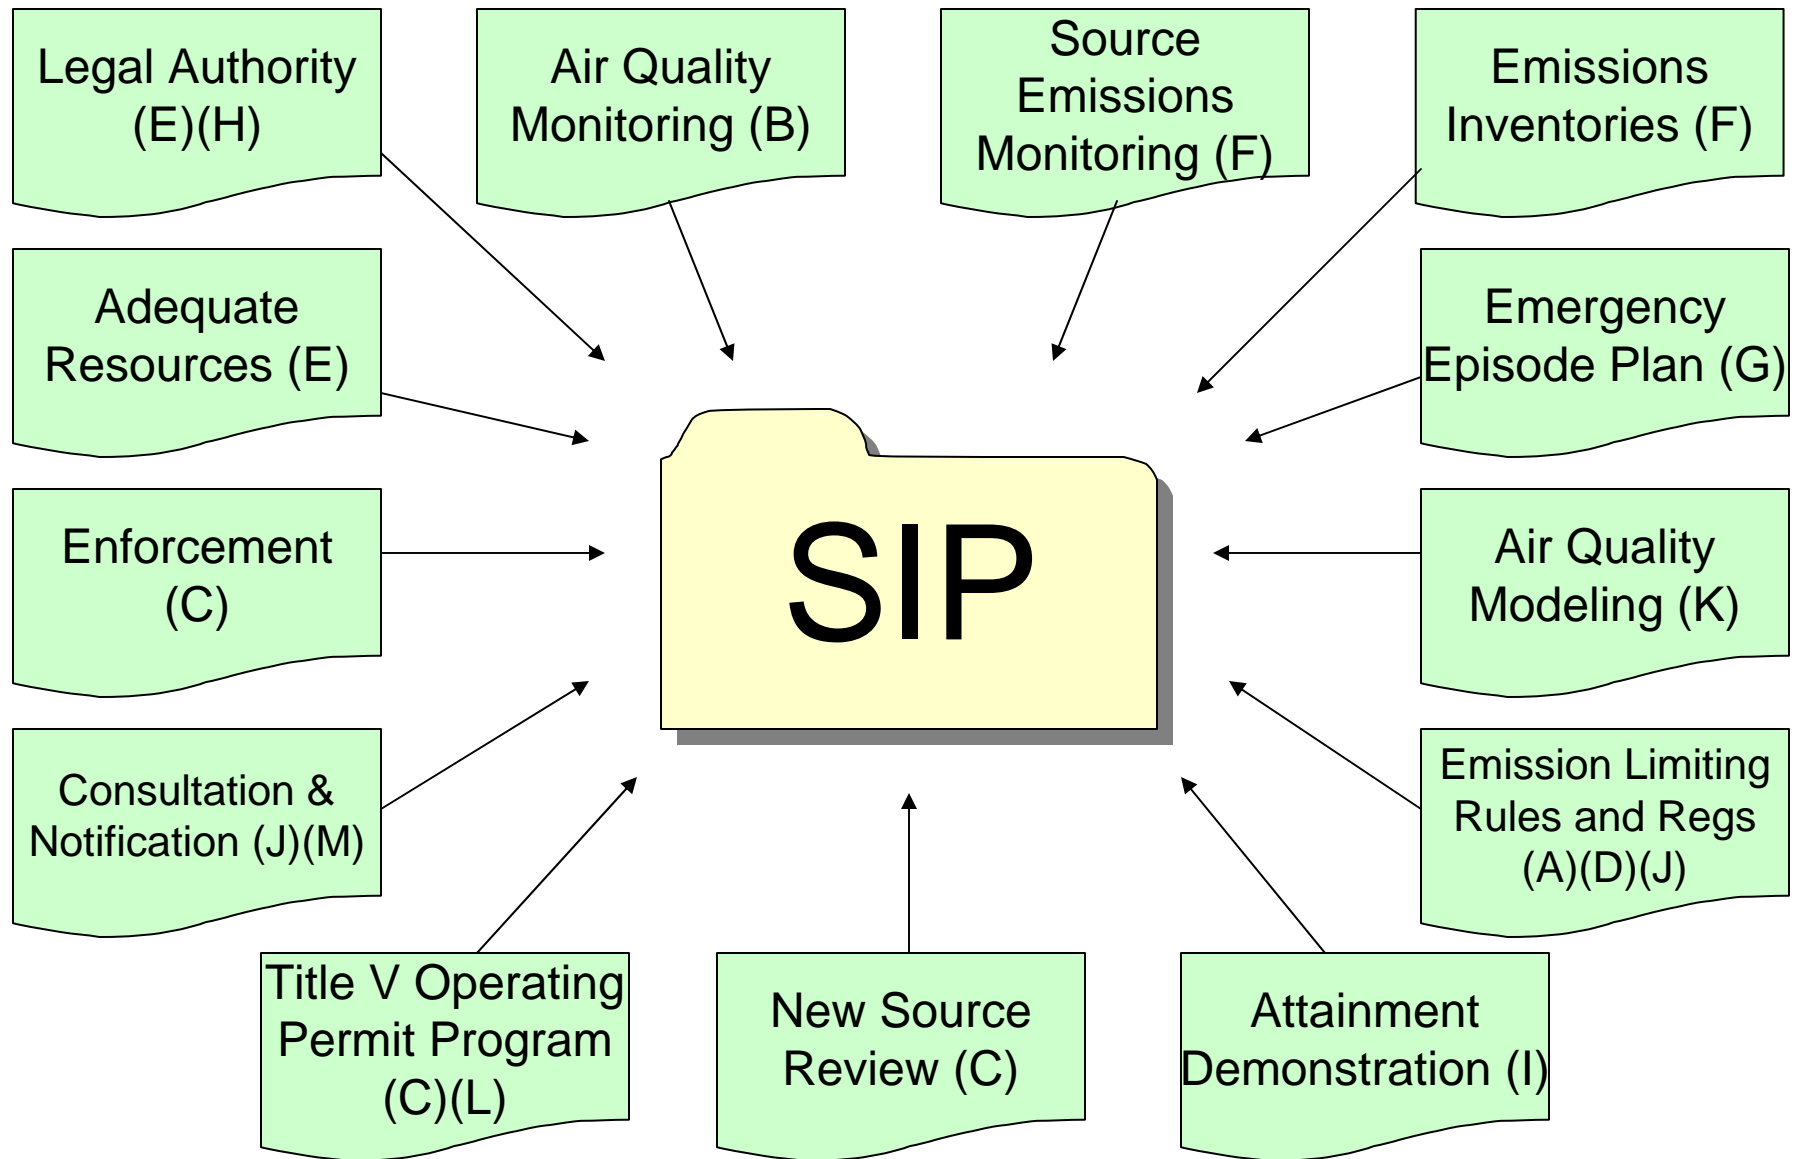 Legal Authority
(E)(H)
Air Quality
Monitoring (B)
Source
Emissions
Monitoring (F)
Emissions
Inventories (F)
Adequate
Resources (E)
Emergency
Episode Plan (G)
Enforcement
(C)
SIP
Air Quality
Modeling (K)
Consultation &
Notification (J)(M)
Emission Limiting
Rules and Regs
(A)(D)(J)
Title V Operating
Permit Program
(C)(L)
New Source
Review (C)
Attainment
Demonstration (I)